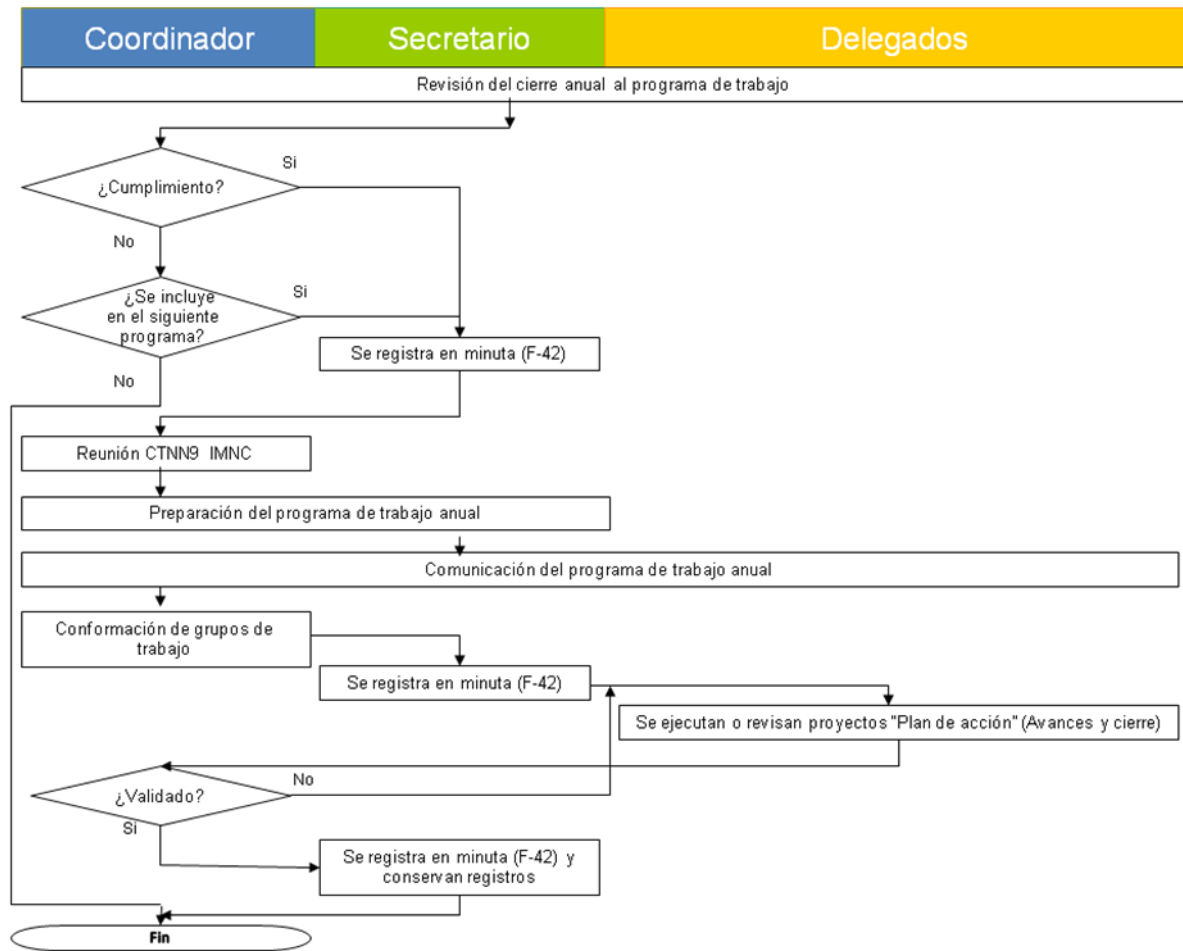 Coordinador
Secretario
Delegados
Revisión del cierre anual al programa de trabajo
Si
¿Cumplimiento?
No
¿Se incluye
en el siguiente
programa?
Si
No
Se registra en minuta (F-42)
Reunión CTNN9 IMNC
Preparación del programa de trabajo anual
Comunicación del programa de trabajo anual
Conformación de grupos de
trabajo
Se registra en minuta (F-42)
Se ejecutan o revisan proyectos "Plan de acción" (Avances y cierre)
¿Validado?
No
Si
Se registra en minuta (F-42) y
conservan registros
Fin